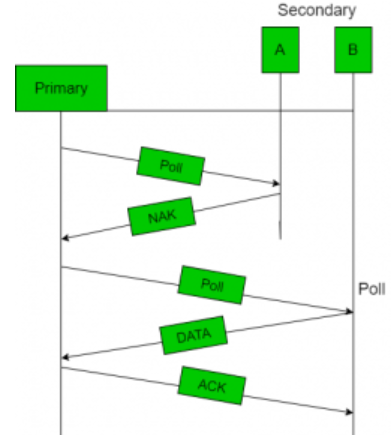 Secondary
A
B
Primary
Poll
NAK
Poll
Poll
DATA
ACK